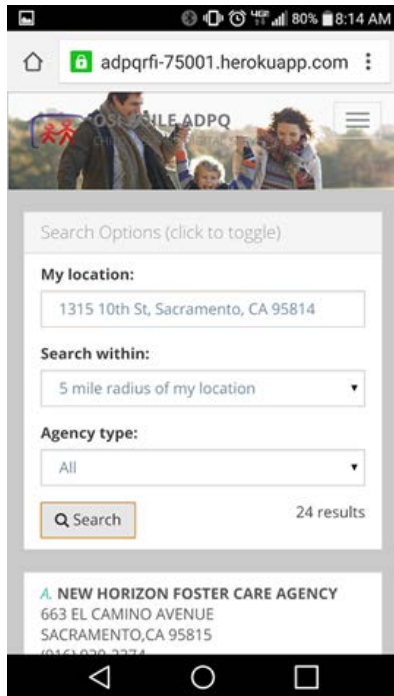 80% 8:14 AM
adpqrfi-75001.herokuapp.com
ADPQ
Search Options (click to toggle)
My location:
1315 10th St, Sacramento, CA 95814
Search within:
5 mile radius of my location
Agency type:
All
Search
24 results
A. NEW HORIZON FOSTER CARE AGENCY
663 EL CAMINO AVENUE
SACRAMENTO,CA 95815